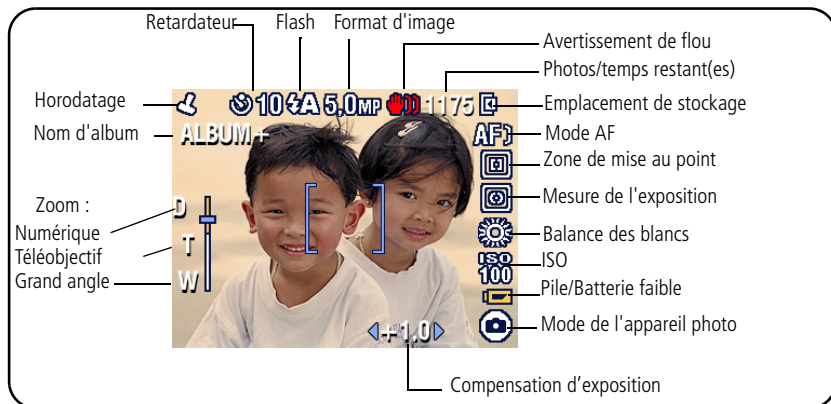 Retardateur Flash Format d'image
Avertissement de flou
Photos/temps restant(es)
Horodatage
10 A 5,0MP 1175
Emplacement de stockage
Nom d'album
ALBUM+
AF
Mode AF
Zone de mise au point
Mesure de l'exposition
Zoom :
D
Numérique
Balance des blancs
Téléobjectif
T
ISO
100
ISO
Grand angle
W
Pile/Batterie faible
+1.0
Mode de l'appareil photo
Compensation d’exposition